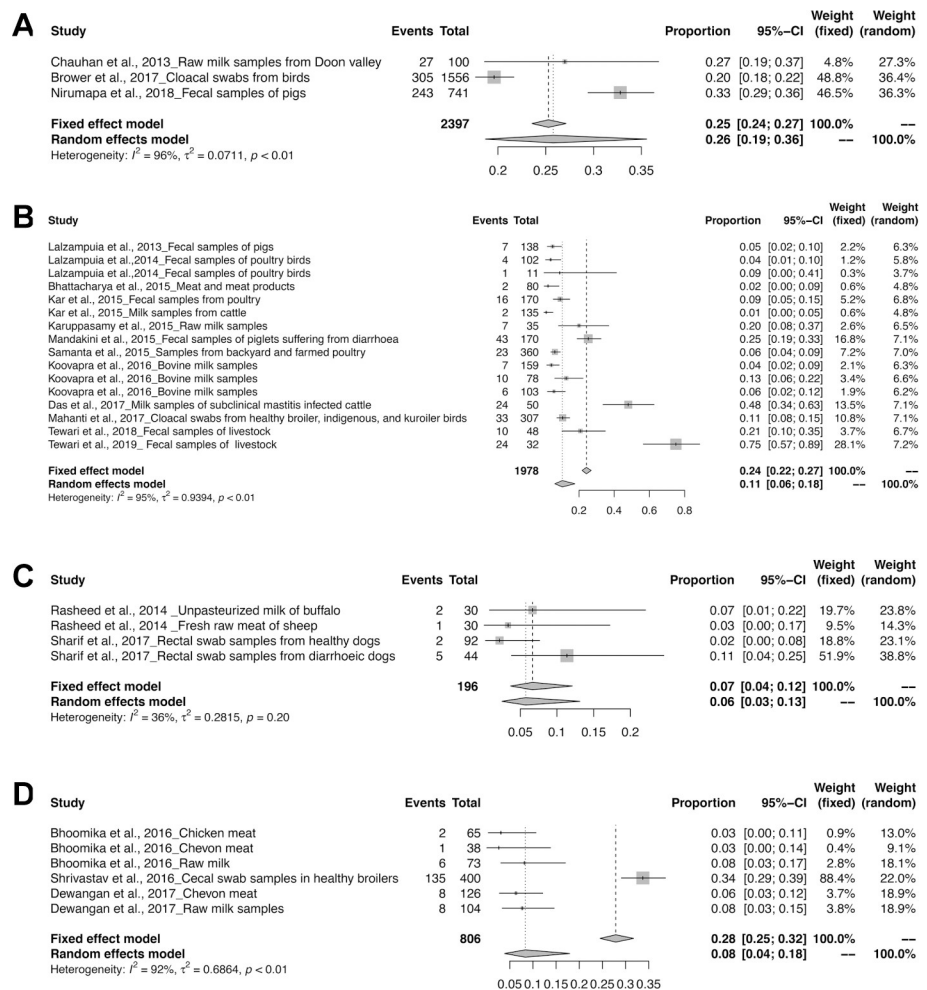 A
Study Events Total Proportion 95%−CI Weight (fixed) Weight (random)
Chauhan et al., 2013_Raw milk samples from Doon valley 27 100 0.27 [0.19; 0.37] 4.8% 27.3%
Brower et al., 2017_Cloacal swabs from birds 305 1556 0.20 [0.18; 0.22] 48.8% 36.4%
Nirumapa et al., 2018_Fecal samples of pigs 243 741 0.33 [0.29; 0.36] 46.5% 36.3%
Fixed effect model 2397 0.25 [0.24; 0.27] 100.0% −−
Random effects model 0.26 [0.19; 0.36] −− 100.0%
Heterogeneity: I² = 96%, τ² = 0.0711, p < 0.01
0.2 0.25 0.3 0.35
B
Study Events Total Proportion 95%−CI Weight (fixed) Weight (random)
Lalzampuia et al., 2013_Fecal samples of pigs 7 138 0.05 [0.02; 0.10] 2.2% 6.3%
Lalzampuia et al.,2014_Fecal samples of poultry birds 4 102 0.04 [0.01; 0.10] 1.2% 5.8%
Lalzampuia et al.,2014_Fecal samples of poultry birds 1 11 0.09 [0.00; 0.41] 0.3% 3.7%
Bhattacharya et al., 2015_Meat and meat products 2 80 0.02 [0.00; 0.09] 0.6% 4.8%
Kar et al., 2015_Fecal samples from poultry 16 170 0.09 [0.05; 0.15] 5.2% 6.8%
Kar et al., 2015_Milk samples from cattle 2 135 0.01 [0.00; 0.05] 0.6% 4.8%
Karuppasamy et al., 2015_Raw milk samples 7 35 0.20 [0.08; 0.37] 2.6% 6.5%
Mandakini et al., 2015_Fecal samples of piglets suffering from diarrhoea 43 170 0.25 [0.19; 0.33] 16.8% 7.1%
Samanta et al., 2015_Samples from backyard and farmed poultry 23 360 0.06 [0.04; 0.09] 7.2% 7.0%
Koovapra et al., 2016_Bovine milk samples 7 159 0.04 [0.02; 0.09] 2.1% 6.3%
Koovapra et al., 2016_Bovine milk samples 10 78 0.13 [0.06; 0.22] 3.4% 6.6%
Koovapra et al., 2016_Bovine milk samples 6 103 0.06 [0.02; 0.12] 1.9% 6.2%
Das et al., 2017_Milk samples of subclinical mastitis infected cattle 24 50 0.48 [0.34; 0.63] 13.5% 7.1%
Mahanti et al., 2017_Cloacal swabs from healthy broiler, indigenous, and kuroiler birds 33 307 0.11 [0.08; 0.15] 10.8% 7.1%
Tewari et al., 2018_Fecal samples of livestock 10 48 0.21 [0.10; 0.35] 3.7% 6.7%
Tewari et al., 2019_ Fecal samples of livestock 24 32 0.75 [0.57; 0.89] 28.1% 7.2%
Fixed effect model 1978 0.24 [0.22; 0.27] 100.0% −−
Random effects model 0.11 [0.06; 0.18] −− 100.0%
Heterogeneity: I² = 95%, τ² = 0.9394, p < 0.01
0.2 0.4 0.6 0.8
C
Study Events Total Proportion 95%−CI Weight (fixed) Weight (random)
Rasheed et al., 2014 _Unpasteurized milk of buffalo 2 30 0.07 [0.01; 0.22] 19.7% 23.8%
Rasheed et al., 2014 _Fresh raw meat of sheep 1 30 0.03 [0.00; 0.17] 9.5% 14.3%
Sharif et al., 2017_Rectal swab samples from healthy dogs 2 92 0.02 [0.00; 0.08] 18.8% 23.1%
Sharif et al., 2017_Rectal swab samples from diarrhoeic dogs 5 44 0.11 [0.04; 0.25] 51.9% 38.8%
Fixed effect model 196 0.07 [0.04; 0.12] 100.0% −−
Random effects model 0.06 [0.03; 0.13] −− 100.0%
Heterogeneity: I² = 36%, τ² = 0.2815, p = 0.20
0.05 0.1 0.15 0.2
D
Study Events Total Proportion 95%−CI Weight (fixed) Weight (random)
Bhoomika et al., 2016_Chicken meat 2 65 0.03 [0.00; 0.11] 0.9% 13.0%
Bhoomika et al., 2016_Chevon meat 1 38 0.03 [0.00; 0.14] 0.4% 9.1%
Bhoomika et al., 2016_Raw milk 6 73 0.08 [0.03; 0.17] 2.8% 18.1%
Shrivastav et al., 2016_Cecal swab samples in healthy broilers 135 400 0.34 [0.29; 0.39] 88.4% 22.0%
Dewangan et al., 2017_Chevon meat 8 126 0.06 [0.03; 0.12] 3.7% 18.9%
Dewangan et al., 2017_Raw milk samples 8 104 0.08 [0.03; 0.15] 3.8% 18.9%
Fixed effect model 806 0.28 [0.25; 0.32] 100.0% −−
Random effects model 0.08 [0.04; 0.18] −− 100.0%
Heterogeneity: I² = 92%, τ² = 0.6864, p < 0.01
0.05 0.1 0.15 0.2 0.25 0.3 0.35